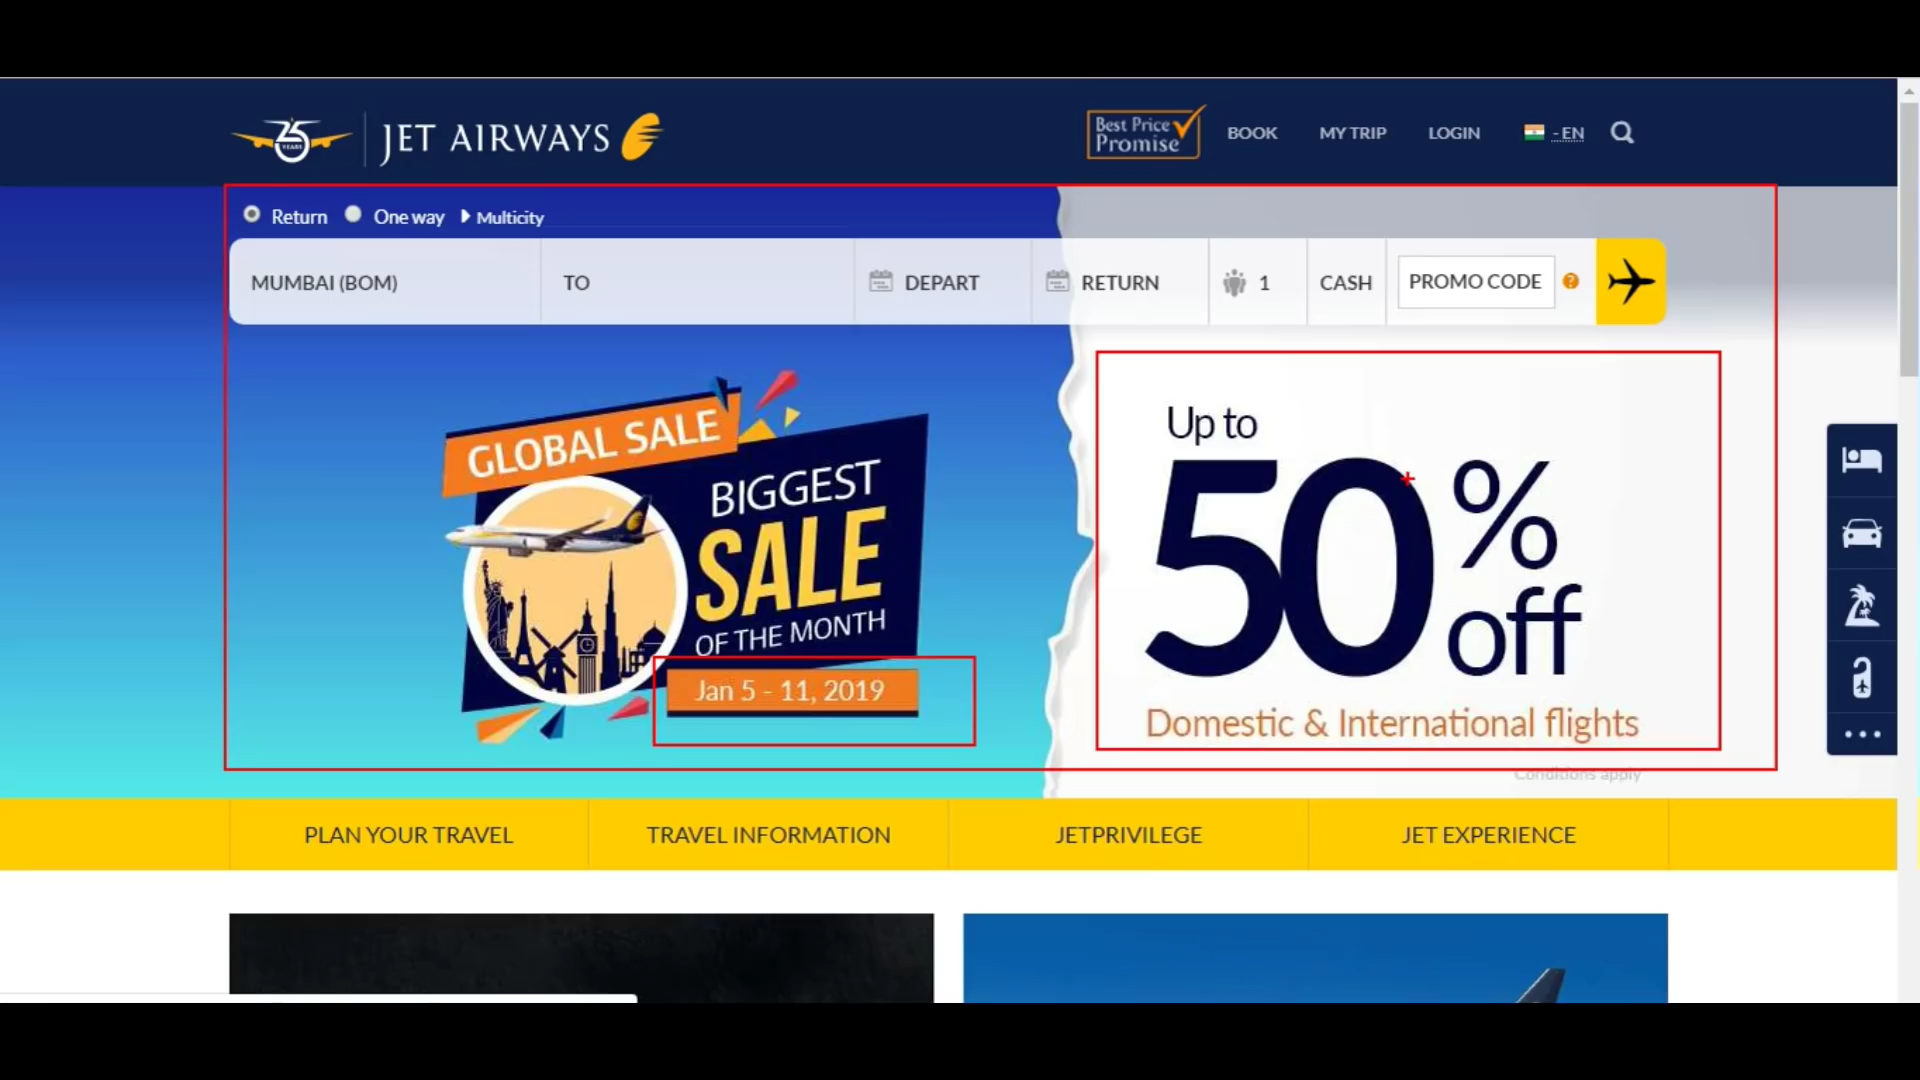 25 YEARS JET AIRWAYS
Best Price Promise
BOOK MY TRIP LOGIN - EN
Return One way Multicity
MUMBAI (BOM) TO DEPART RETURN 1 CASH PROMO CODE ?
GLOBAL SALE
BIGGEST
SALE
OF THE MONTH
Jan 5 - 11, 2019
Up to
50%
off
Domestic & International flights
Conditions apply
PLAN YOUR TRAVEL TRAVEL INFORMATION JETPRIVILEGE JET EXPERIENCE